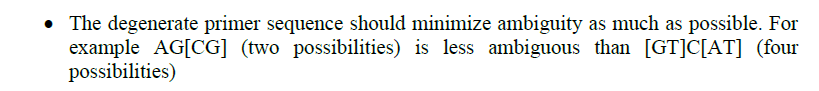 • The degenerate primer sequence should minimize ambiguity as much as possible. For
example AG[CG] (two possibilities) is less ambiguous than [GT]C[AT] (four
possibilities)